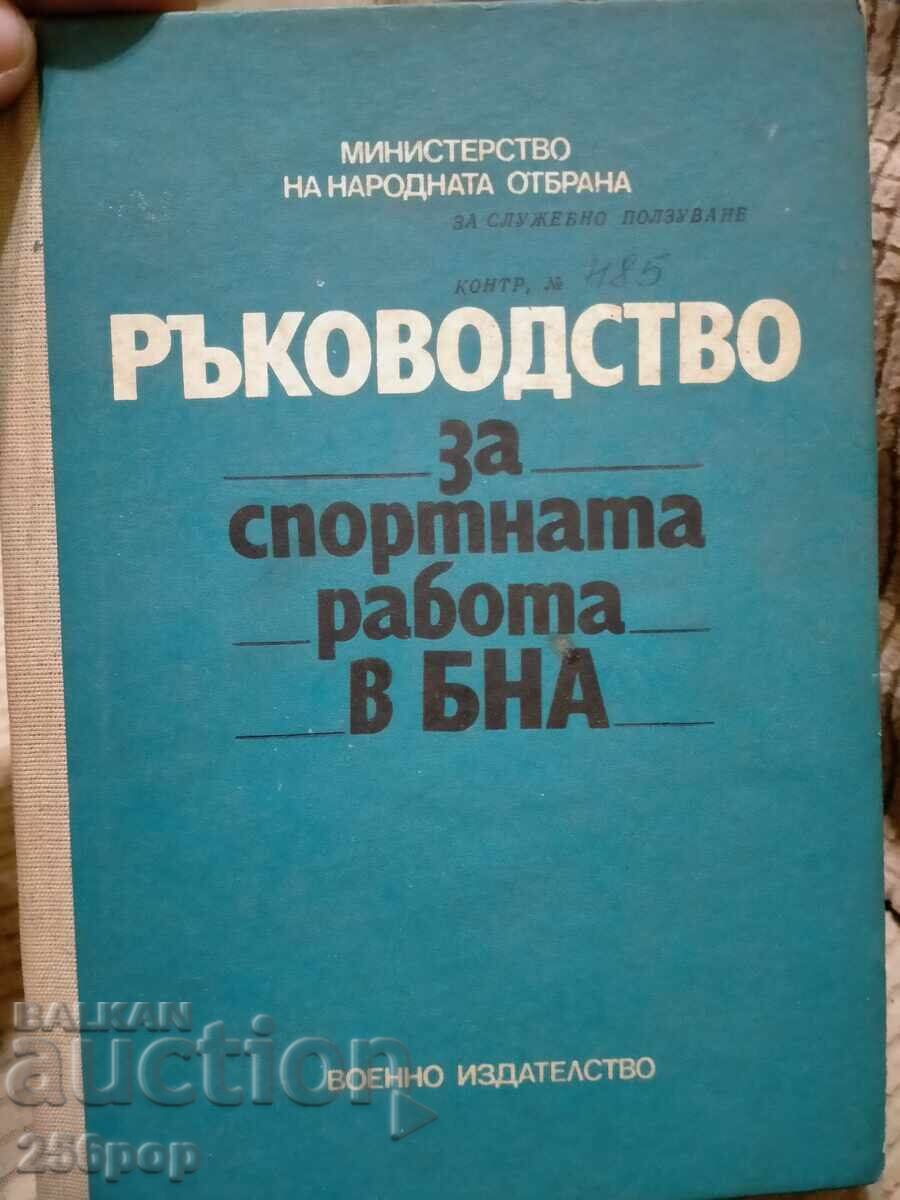 МИНИСТЕРСТВО
НА НАРОДНАТА ОТБРАНА
ЗА СЛУЖЕБНО ПОЛЗУВАНЕ
КОНТР. № 485
РЪКОВОДСТВО
за
спортната
работа
в БНА
ВОЕННО ИЗДАТЕЛСТВО
BALKAN
auction
256pop